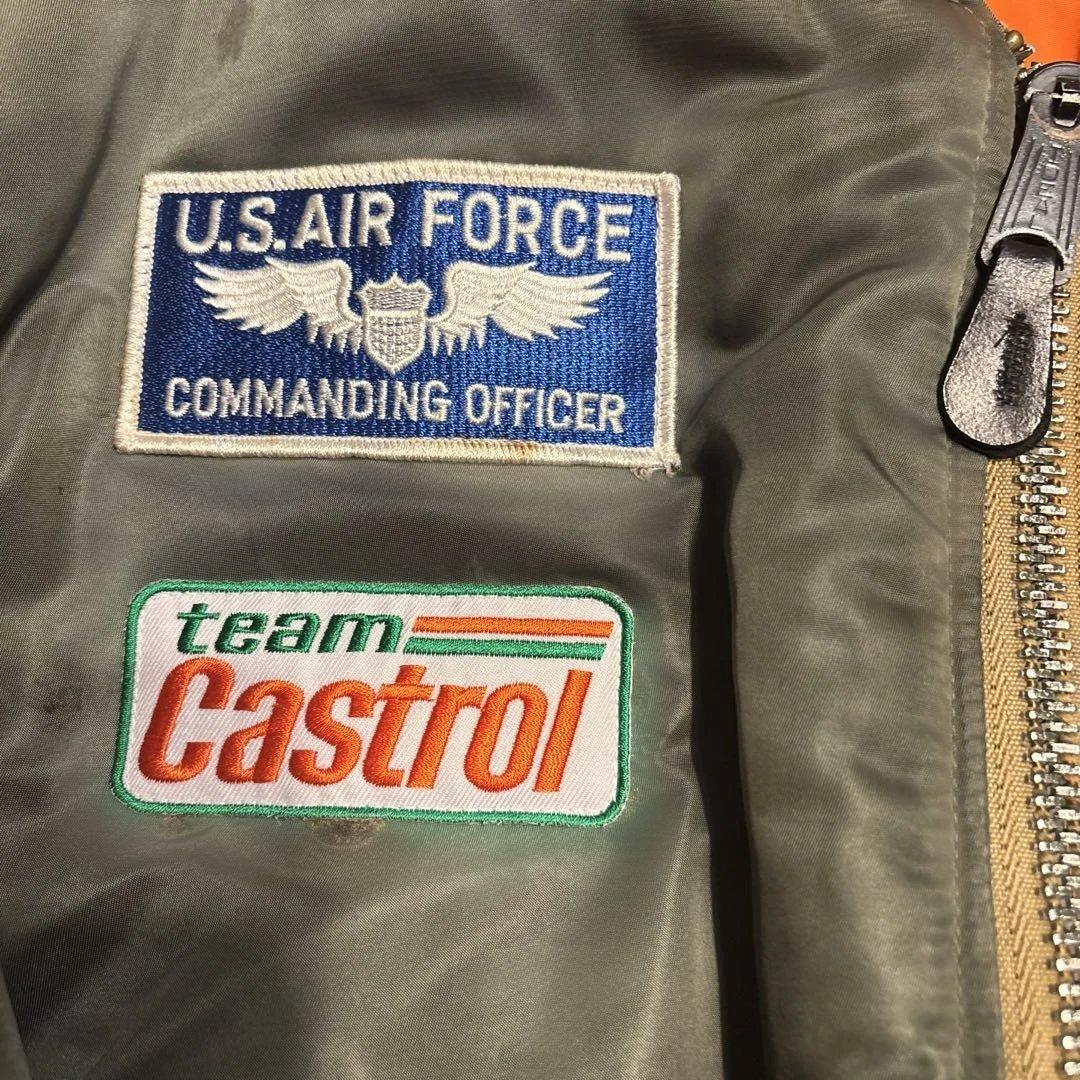 U.S. AIR FORCE
COMMANDING OFFICER
team
Castrol